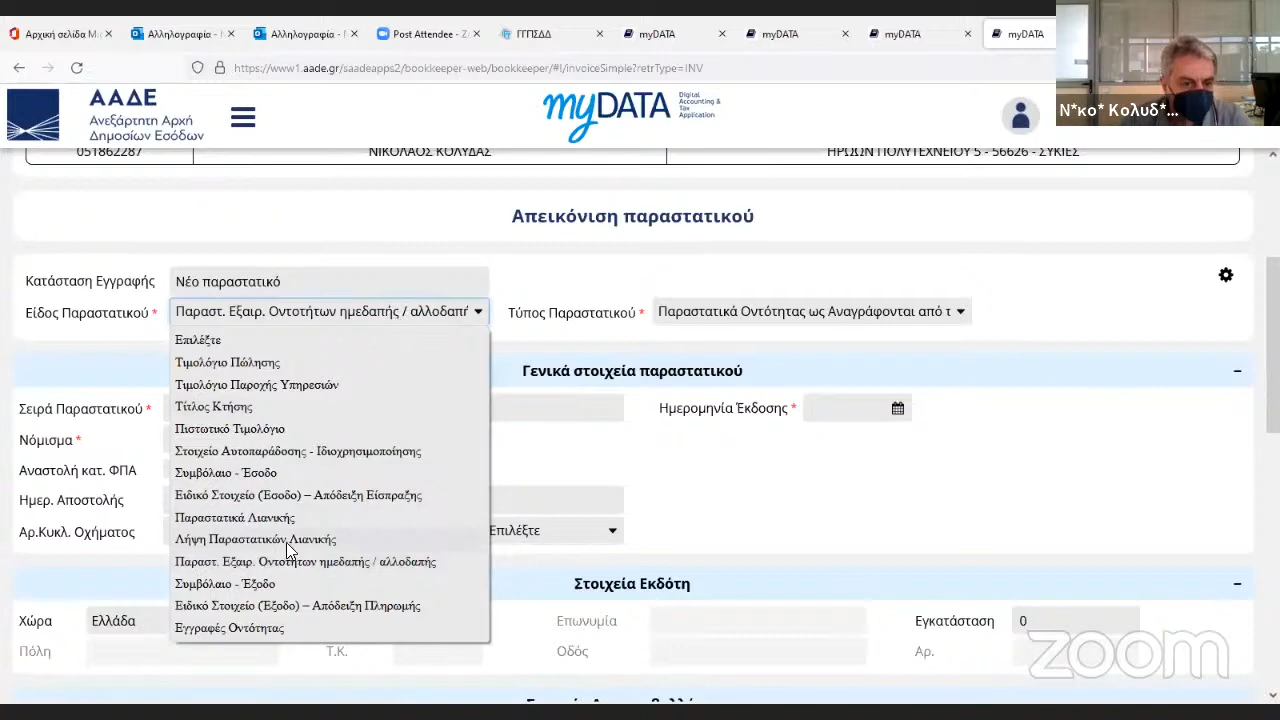 Αρχική σελίδα Mi
Αλληλογραφία - Ν
Αλληλογραφία - Ν
Post Attendee - Z
ΓΓΠΣΔΔ
myDATA
myDATA
myDATA
myDATA
https://www1.aade.gr/saadeapps2/bookkeeper-web/bookkeeper/#!/invoiceSimple?retrType=INV
ΑΑΔΕ
Ανεξάρτητη Αρχή
Δημοσίων Εσόδων
myDATA
Digital
Accounting &
Tax
Application
Ν*κο* Κολυδ*...
051862287
ΝΙΚΟΛΑΟΣ ΚΟΛΥΔΑΣ
ΗΡΩΩΝ ΠΟΛΥΤΕΧΝΕΙΟΥ 5 - 56626 - ΣΥΚΙΕΣ
Απεικόνιση παραστατικού
Κατάσταση Εγγραφής
Νέο παραστατικό
Είδος Παραστατικού *
Παραστ. Εξαιρ. Οντοτήτων ημεδαπής / αλλοδαπή
Τύπος Παραστατικού *
Παραστατικά Οντότητας ως Αναγράφονται από τ
Επιλέξτε
Τιμολόγιο Πώλησης
Τιμολόγιο Παροχής Υπηρεσιών
Τίτλος Κτήσης
Πιστωτικό Τιμολόγιο
Στοιχείο Αυτοπαράδοσης - Ιδιοχρησιμοποίησης
Συμβόλαιο - Έσοδο
Ειδικό Στοιχείο (Έσοδο) – Απόδειξη Είσπραξης
Παραστατικά Λιανικής
Λήψη Παραστατικών Λιανικής
Παραστ. Εξαιρ. Οντοτήτων ημεδαπής / αλλοδαπής
Συμβόλαιο - Έξοδο
Ειδικό Στοιχείο (Έξοδο) – Απόδειξη Πληρωμής
Εγγραφές Οντότητας
Γενικά στοιχεία παραστατικού
Σειρά Παραστατικού *
Ημερομηνία Έκδοσης *
Νόμισμα *
Αναστολή κατ. ΦΠΑ
Ημερ. Αποστολής
Αρ.Κυκλ. Οχήματος
Επιλέξτε
Στοιχεία Εκδότη
Χώρα
Ελλάδα
Επωνυμία
Εγκατάσταση
0
Πόλη
Τ.Κ.
Οδός
Αρ.
zoom